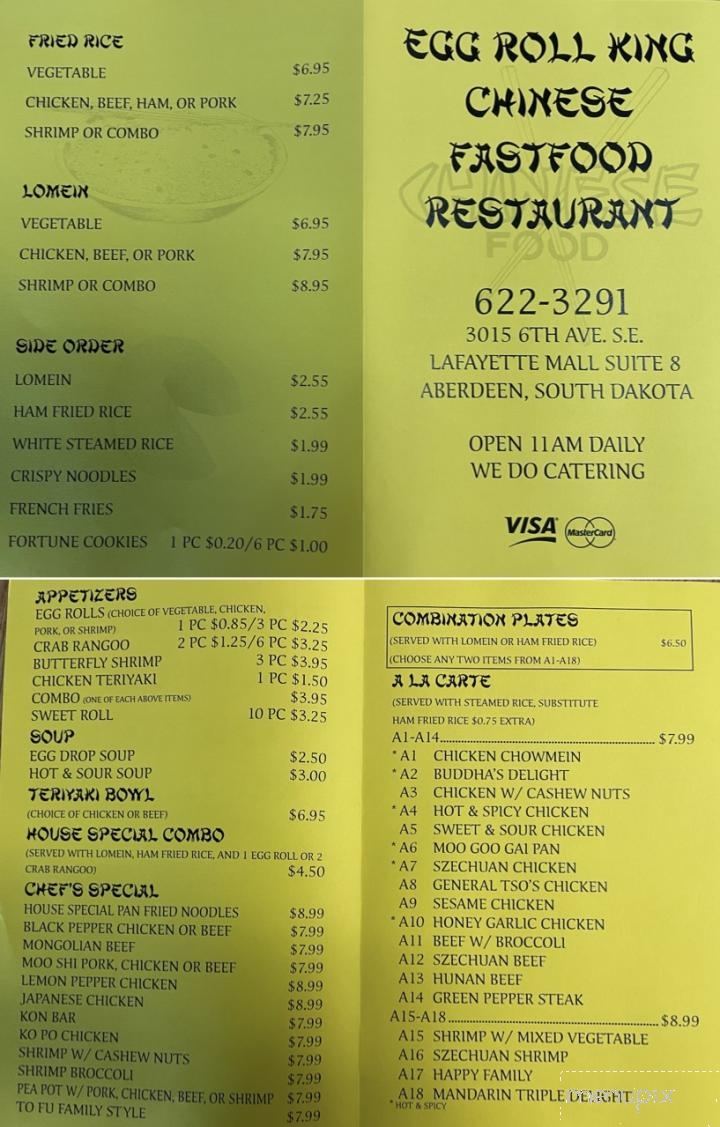 FRIED RICE
VEGETABLE $6.95
CHICKEN, BEEF, HAM, OR PORK $7.25
SHRIMP OR COMBO $7.95
LOMEIN
VEGETABLE $6.95
CHICKEN, BEEF, OR PORK $7.95
SHRIMP OR COMBO $8.95
SIDE ORDER
LOMEIN $2.55
HAM FRIED RICE $2.55
WHITE STEAMED RICE $1.99
CRISPY NOODLES $1.99
FRENCH FRIES $1.75
FORTUNE COOKIES 1 PC $0.20/6 PC $1.00
EGG ROLL KING
CHINESE
FASTFOOD
RESTAURANT
CHINESE
FOOD
622-3291
3015 6TH AVE. S.E.
LAFAYETTE MALL SUITE 8
ABERDEEN, SOUTH DAKOTA
OPEN 11AM DAILY
WE DO CATERING
VISA MasterCard
APPETIZERS
EGG ROLLS (CHOICE OF VEGETABLE, CHICKEN,
PORK, OR SHRIMP) 1 PC $0.85/3 PC $2.25
CRAB RANGOO 2 PC $1.25/6 PC $3.25
BUTTERFLY SHRIMP 3 PC $3.95
CHICKEN TERIYAKI 1 PC $1.50
COMBO (ONE OF EACH ABOVE ITEMS) $3.95
SWEET ROLL 10 PC $3.25
SOUP
EGG DROP SOUP $2.50
HOT & SOUR SOUP $3.00
TERIYAKI BOWL
(CHOICE OF CHICKEN OR BEEF) $6.95
HOUSE SPECIAL COMBO
(SERVED WITH LOMEIN, HAM FRIED RICE, AND 1 EGG ROLL OR 2
CRAB RANGOO) $4.50
CHEF'S SPECIAL
HOUSE SPECIAL PAN FRIED NOODLES $8.99
BLACK PEPPER CHICKEN OR BEEF $7.99
MONGOLIAN BEEF $7.99
MOO SHI PORK, CHICKEN OR BEEF $7.99
LEMON PEPPER CHICKEN $8.99
JAPANESE CHICKEN $8.99
KON BAR $7.99
KO PO CHICKEN $7.99
SHRIMP W/ CASHEW NUTS $7.99
SHRIMP BROCCOLI $7.99
PEA POT W/ PORK, CHICKEN, BEEF, OR SHRIMP $7.99
TO FU FAMILY STYLE $7.99
COMBINATION PLATES
(SERVED WITH LOMEIN OR HAM FRIED RICE) $6.50
(CHOOSE ANY TWO ITEMS FROM A1-A18)
A LA CARTE
(SERVED WITH STEAMED RICE, SUBSTITUTE
HAM FRIED RICE $0.75 EXTRA)
A1-A14........................................................ $7.99
* A1 CHICKEN CHOWMEIN
* A2 BUDDHA'S DELIGHT
A3 CHICKEN W/ CASHEW NUTS
* A4 HOT & SPICY CHICKEN
A5 SWEET & SOUR CHICKEN
* A6 MOO GOO GAI PAN
* A7 SZECHUAN CHICKEN
A8 GENERAL TSO'S CHICKEN
A9 SESAME CHICKEN
* A10 HONEY GARLIC CHICKEN
A11 BEEF W/ BROCCOLI
A12 SZECHUAN BEEF
A13 HUNAN BEEF
A14 GREEN PEPPER STEAK
A15-A18........................................................ $8.99
A15 SHRIMP W/ MIXED VEGETABLE
A16 SZECHUAN SHRIMP
A17 HAPPY FAMILY
A18 MANDARIN TRIPLE DELIGHT
* HOT & SPICY
menupix